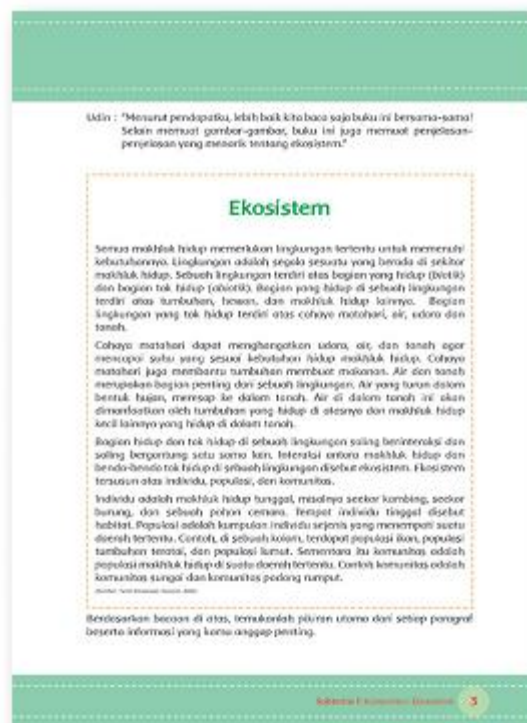 Udin : "Menurut pendapatku, lebih baik kita baca saja buku ini bersama-sama!
Selain memuat gambar-gambar, buku ini juga memuat penjelasan-
penjelasan yang menarik tentang ekosistem."
Ekosistem
Semua makhluk hidup memerlukan lingkungan tertentu untuk memenuhi
kebutuhannya. Lingkungan adalah segala sesuatu yang berada di sekitar
makhluk hidup. Sebuah lingkungan terdiri atas bagian yang hidup (biotik)
dan bagian tak hidup (abiotik). Bagian yang hidup di sebuah lingkungan
terdiri atas tumbuhan, hewan, dan makhluk hidup lainnya. Bagian
lingkungan yang tak hidup terdiri atas cahaya matahari, air, udara dan
tanah.
Cahaya matahari dapat menghangatkan udara, air, dan tanah agar
mencapai suhu yang sesuai kebutuhan hidup makhluk hidup. Cahaya
matahari juga membantu tumbuhan membuat makanan. Air dan tanah
merupakan bagian penting dari sebuah lingkungan. Air yang turun dalam
bentuk hujan, meresap ke dalam tanah. Air di dalam tanah ini akan
dimanfaatkan oleh tumbuhan yang hidup di atasnya dan makhluk hidup
kecil lainnya yang hidup di dalam tanah.
Bagian hidup dan tak hidup di sebuah lingkungan saling berinteraksi dan
saling bergantung satu sama lain. Interaksi antara makhluk hidup dan
benda-benda tak hidup di sebuah lingkungan disebut ekosistem. Ekosistem
tersusun atas individu, populasi, dan komunitas.
Individu adalah makhluk hidup tunggal, misalnya seekor kambing, seekor
burung, dan sebuah pohon cemara. Tempat individu tinggal disebut
habitat. Populasi adalah kumpulan individu sejenis yang menempati suatu
daerah tertentu. Contoh, di sebuah kolam, terdapat populasi ikan, populasi
tumbuhan teratai, dan populasi lumut. Sementara itu komunitas adalah
populasi makhluk hidup di suatu daerah tertentu. Contoh komunitas adalah
komunitas sungai dan komunitas padang rumput.
Berdasarkan bacaan di atas, temukanlah pikiran utama dari setiap paragraf
beserta informasi yang kamu anggap penting.
Subtema 1: Komponen Ekosistem 3